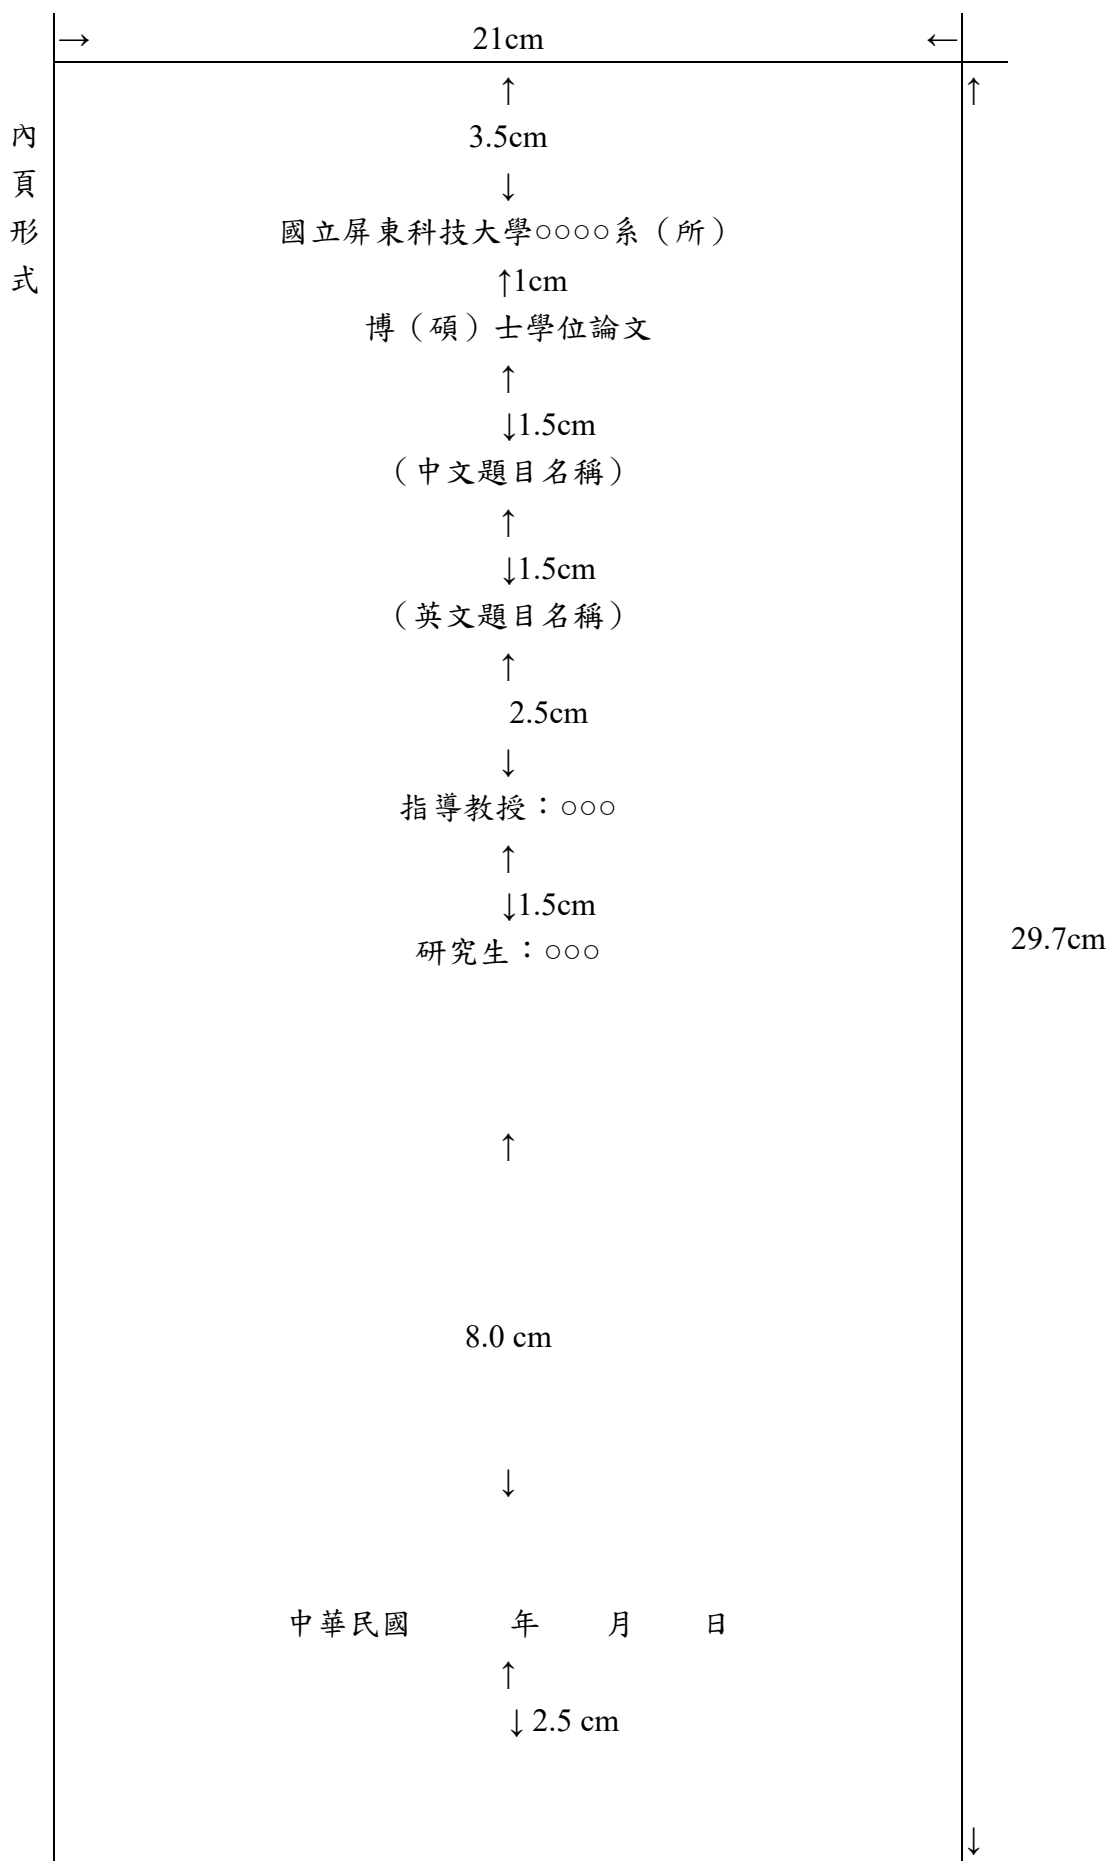 → 21cm ←
↑ ↑
3.5cm
↓
內頁形式
國立屏東科技大學○○○○系（所）
↑1cm
博（碩）士學位論文
↑
↓1.5cm
（中文題目名稱）
↑
↓1.5cm
（英文題目名稱）
↑
2.5cm
↓
指導教授：○○○
↑
↓1.5cm
研究生：○○○
29.7cm
↑
8.0 cm
↓
中華民國 年 月 日
↑
↓ 2.5 cm
↓